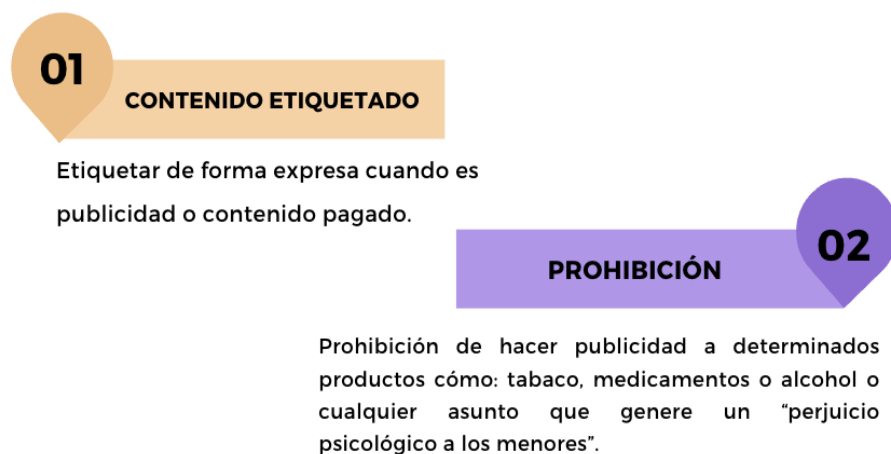 01
CONTENIDO ETIQUETADO
Etiquetar de forma expresa cuando es
publicidad o contenido pagado.
02
PROHIBICIÓN
Prohibición de hacer publicidad a determinados
productos cómo: tabaco, medicamentos o alcohol o
cualquier asunto que genere un “perjuicio
psicológico a los menores”.